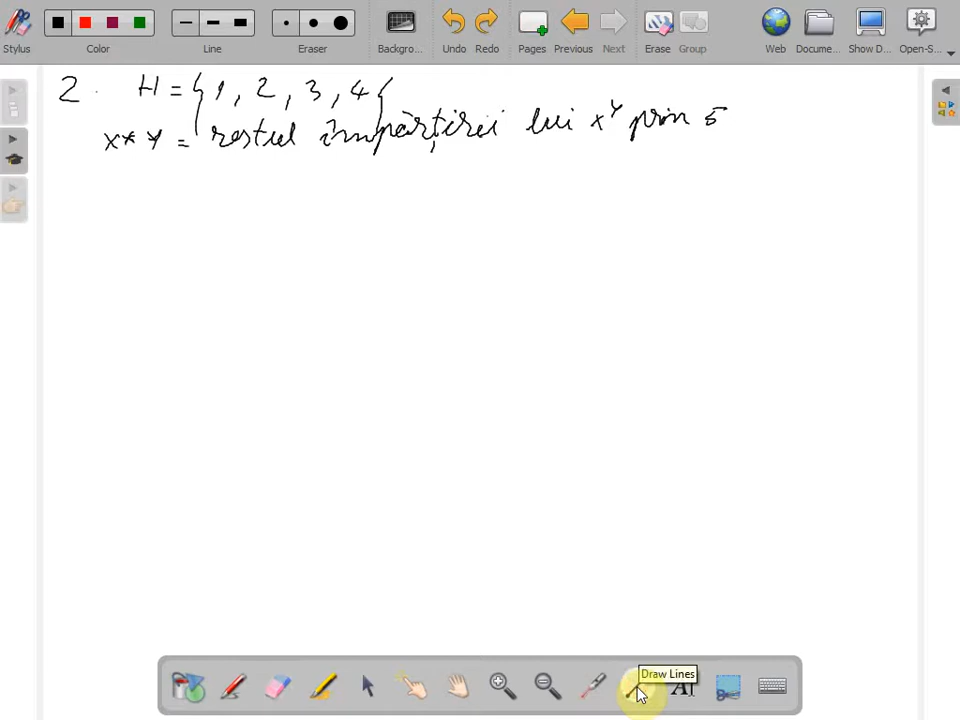 Stylus
Color
Line
Eraser
Backgro...
Undo
Redo
Pages
Previous
Next
Erase
Group
Web
Docume...
Show D...
Open-S...
2. H = { 1, 2, 3, 4 }
x * y = restul împărțirei lui x^y prin 5
Draw Lines